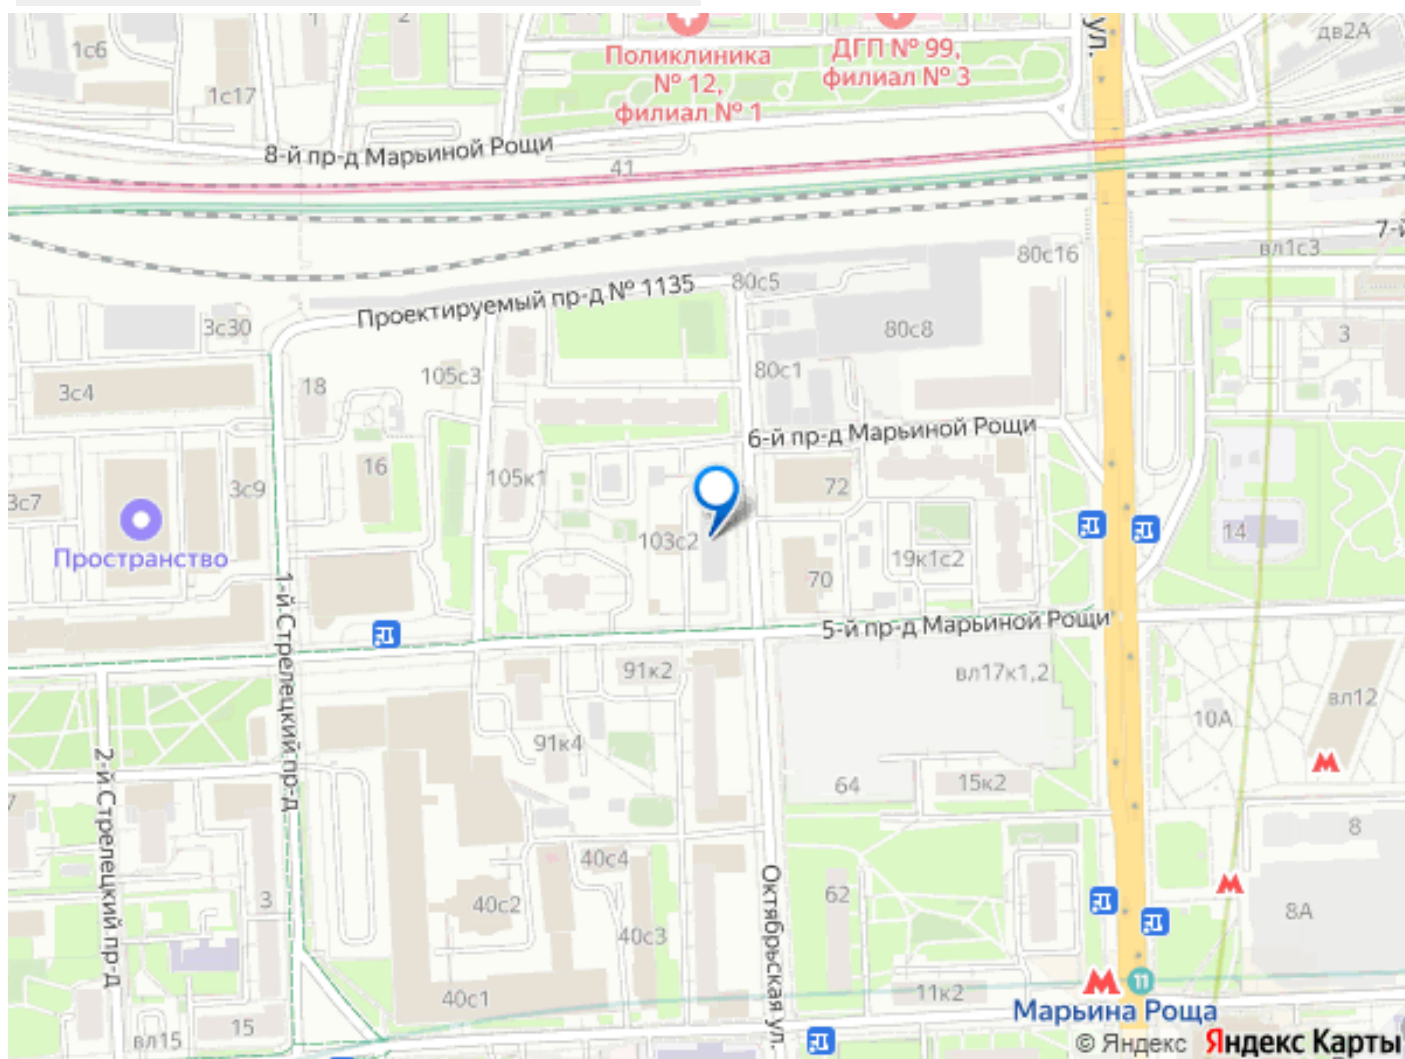 1с6
1
2
Поликлиника
№ 12,
филиал № 1
ДГП № 99,
филиал № 3
ул.
дв2А
1с17
8-й пр-д Марьиной Рощи
41
80с16
7-й
вл1с3
Проектируемый пр-д № 1135
80с5
3с30
80с8
3
80с1
105с3
18
3с4
6-й пр-д Марьиной Рощи
16
105к1
72
3с9
3с7
14
Пространство
103с2
19к1с2
70
1-й Стрелецкий пр-д
5-й пр-д Марьиной Рощи
91к2
вл17к1,2
вл12
10А
91к4
2-й Стрелецкий пр-д
64
15к2
8
40с4
Октябрьская ул.
62
3
40с2
8А
40с3
40с1
11к2
11
Марьина Роща
15
вл15
© Яндекс Яндекс Карты